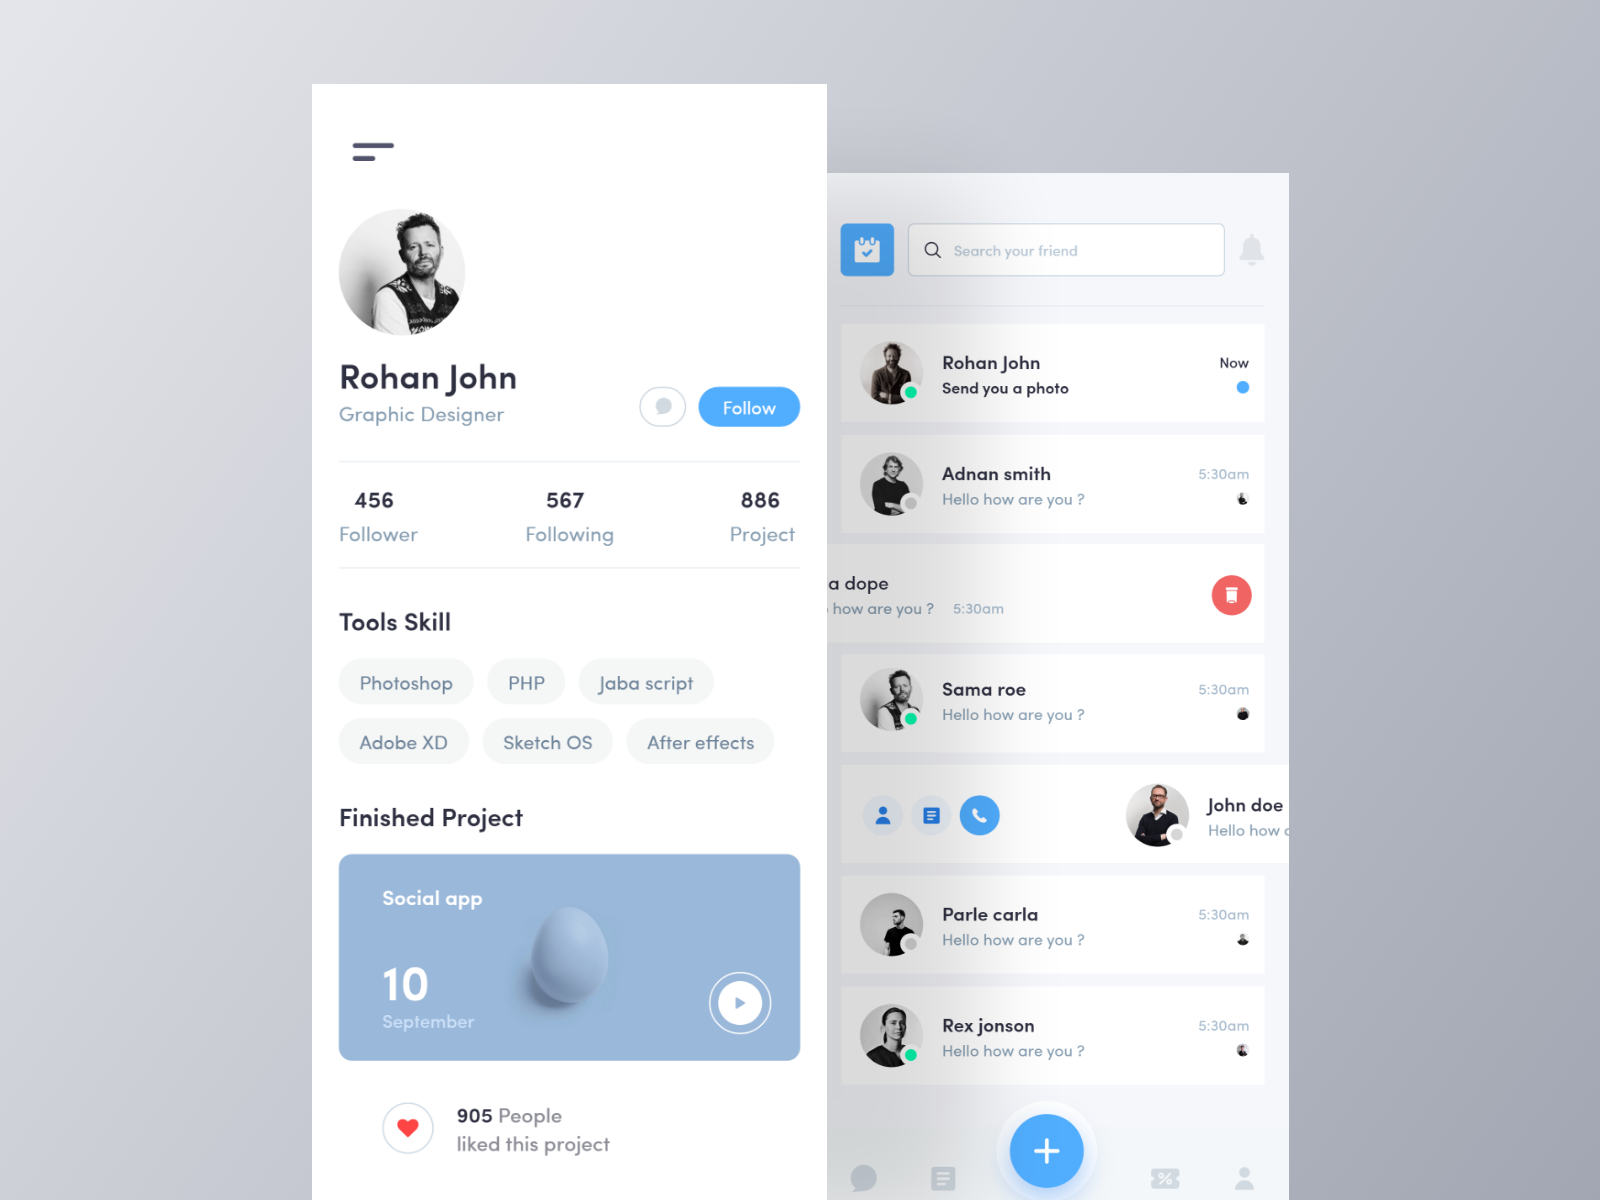 Rohan John
Graphic Designer
Follow
456
Follower
567
Following
886
Project
Tools Skill
Photoshop
PHP
Jaba script
Adobe XD
Sketch OS
After effects
Finished Project
Social app
10
September
905 People
liked this project
Search your friend
Rohan John
Now
Send you a photo
Adnan smith
5:30am
Hello how are you ?
a dope
how are you ?
5:30am
Sama roe
5:30am
Hello how are you ?
John doe
Hello how
Parle carla
5:30am
Hello how are you ?
Rex jonson
5:30am
Hello how are you ?
%